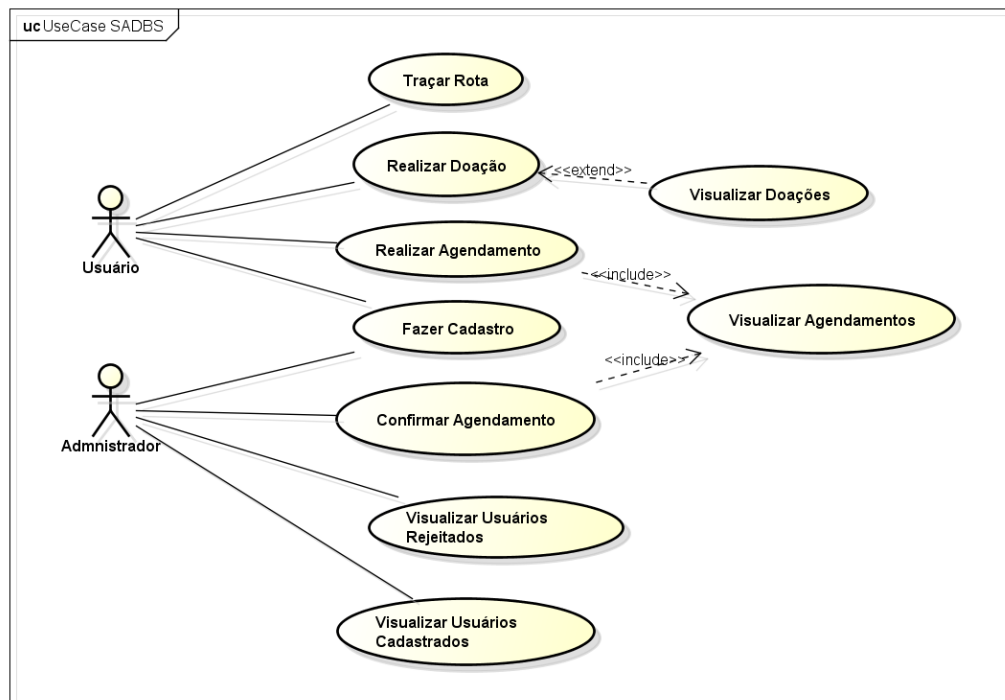 uc UseCase SADBS
Traçar Rota
Realizar Doação
<<extend>>
Visualizar Doações
Realizar Agendamento
Usuário
<<include>>
Fazer Cadastro
Visualizar Agendamentos
<<include>>
Confirmar Agendamento
Admnistrador
Visualizar Usuários
Rejeitados
Visualizar Usuários
Cadastrados